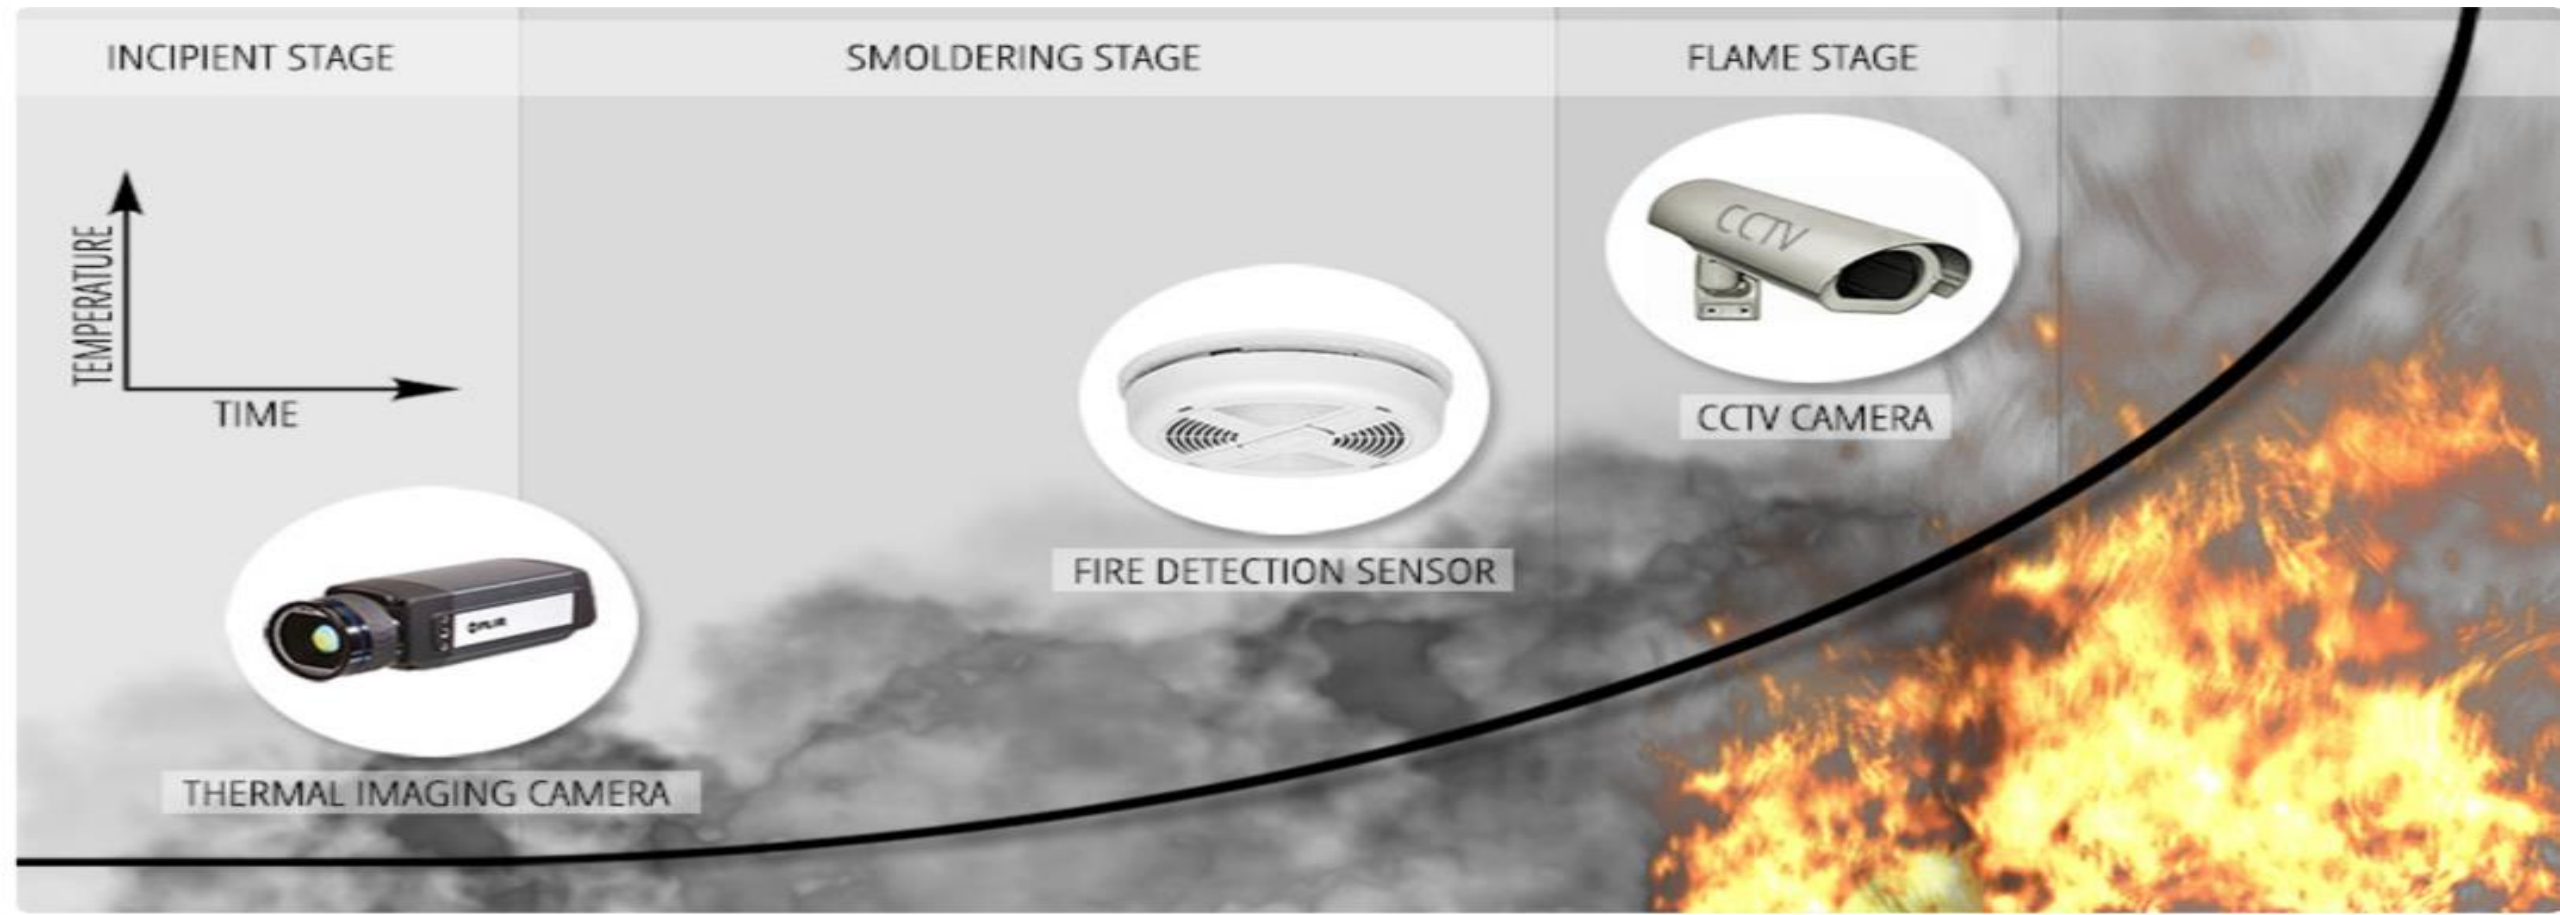 INCIPIENT STAGE
SMOLDERING STAGE
FLAME STAGE
TEMPERATURE
TIME
CCTV
CCTV CAMERA
FIRE DETECTION SENSOR
FLIR
THERMAL IMAGING CAMERA